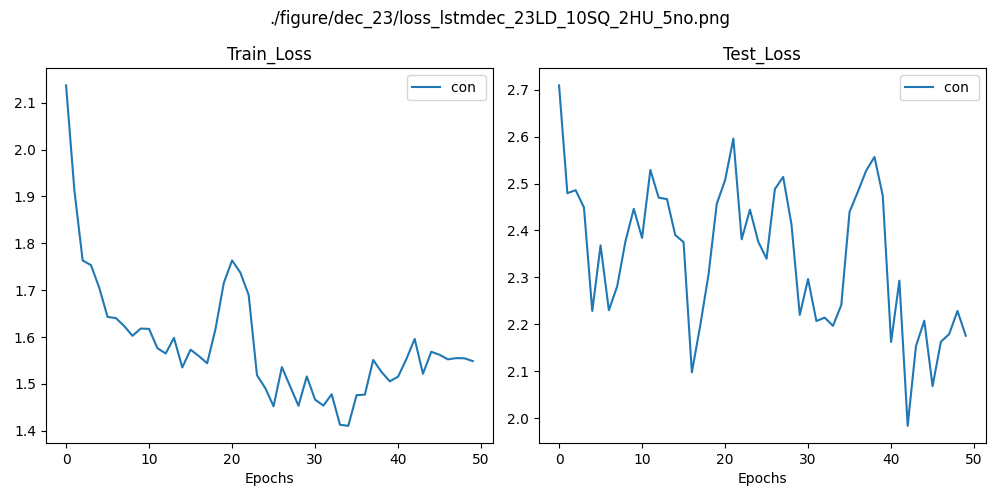 ./figure/dec_23/loss_lstmdec_23LD_10SQ_2HU_5no.png
Train_Loss
con
2.1
2.0
1.9
1.8
1.7
1.6
1.5
1.4
0 10 20 30 40 50
Epochs
Test_Loss
con
2.7
2.6
2.5
2.4
2.3
2.2
2.1
2.0
0 10 20 30 40 50
Epochs